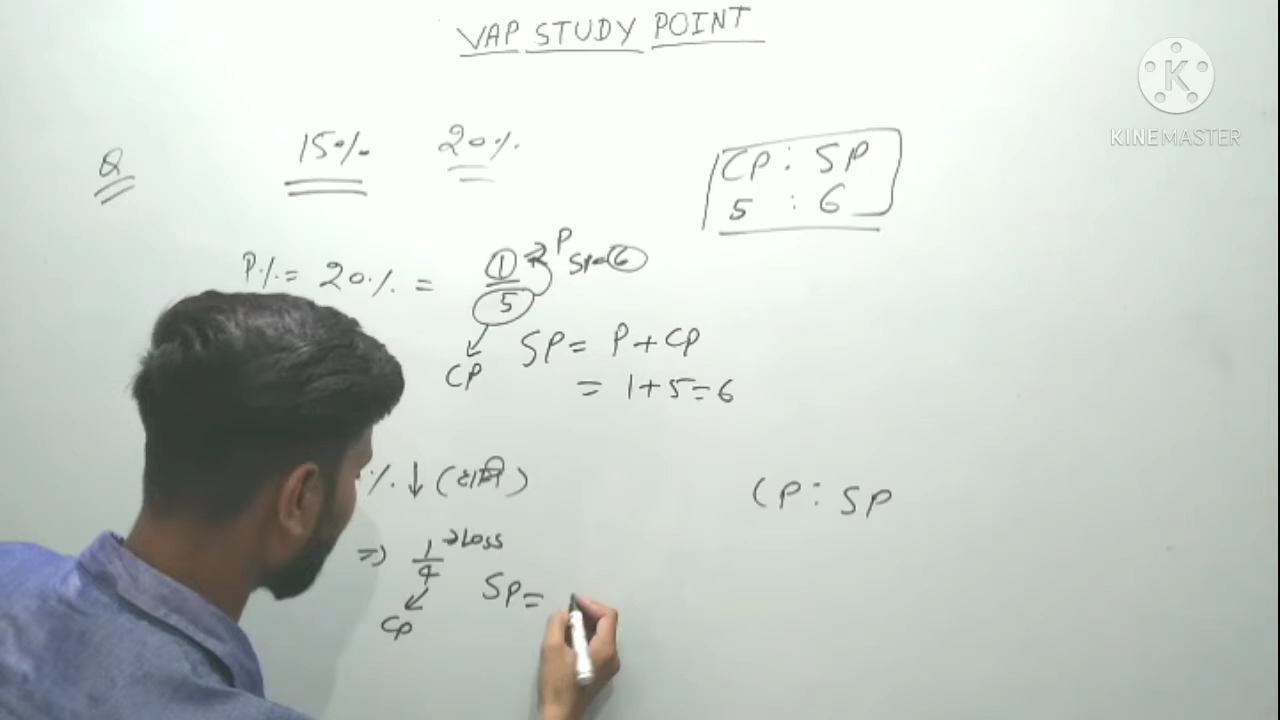 VAP STUDY POINT
KINEMASTER
Q 15% 20%
CP : SP
5 : 6
P% = 20% = 1/5 → P SP = 6
CP
SP = P + CP
= 1 + 5 = 6
% ↓ (हानि)
CP : SP
⇒ 1/4 → Loss
CP
SP =